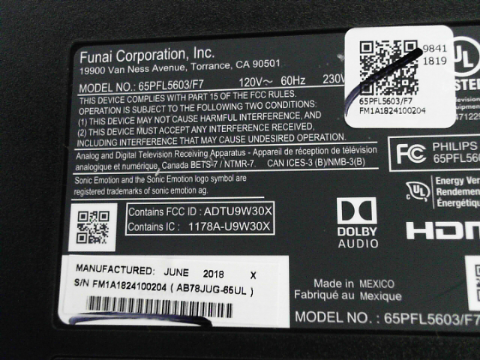 Funai Corporation, Inc.
19900 Van Ness Avenue, Torrance, CA 90501
MODEL NO.: 65PFL5603/F7 120V~ 60Hz 230
THIS DEVICE COMPLIES WITH PART 15 OF THE FCC RULES.
OPERATION IS SUBJECT TO THE FOLLOWING TWO CONDITIONS:
(1) THIS DEVICE MAY NOT CAUSE HARMFUL INTERFERENCE, AND
(2) THIS DEVICE MUST ACCEPT ANY INTERFERENCE RECEIVED,
INCLUDING INTERFERENCE THAT MAY CAUSE UNDESIRED OPERATION.
Analog and Digital Television Receiving Apparatus - Appareil de réception de télévision
analogique et numérique, Canada BETS-7 / NTMR-7. CAN ICES-3 (B)/NMB-3(B)
Sonic Emotion and the Sonic Emotion logo are
registered trademarks of sonic emotion ag.
Contains FCC ID : ADTU9W30X
Contains IC : 1178A-U9W30X
MANUFACTURED: JUNE 2018 X
S/N FM1A1824100204 ( AB78JUG-65UL )
9841
1819
65PFL5603/F7
FM1A1824100204
UL
FC
PHILIPS
65PFL56
Energy Ver
Rendemen
Énergétique
DOLBY
AUDIO
HDM
Made in MEXICO
Fabriqué au Mexique
MODEL NO. : 65PFL5603/F7